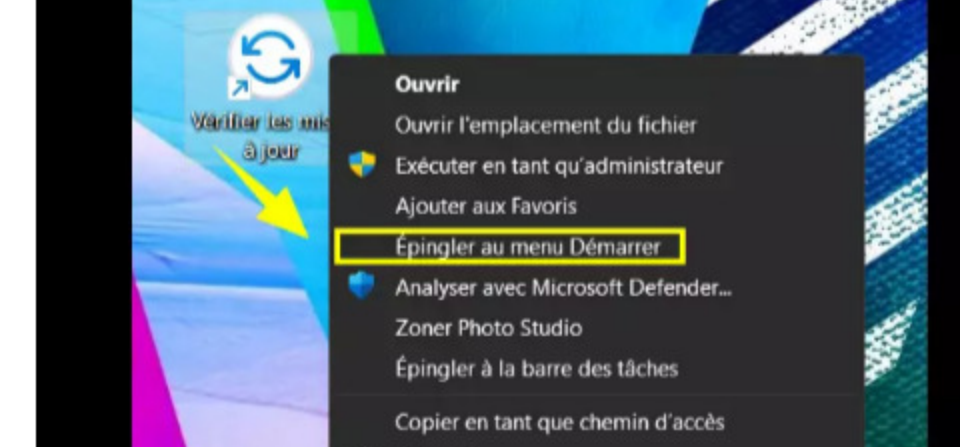 Vérifier les mis
à jour
Ouvrir
Ouvrir l'emplacement du fichier
Exécuter en tant qu'administrateur
Ajouter aux Favoris
Épingler au menu Démarrer
Analyser avec Microsoft Defender...
Zoner Photo Studio
Épingler à la barre des tâches
Copier en tant que chemin d'accès